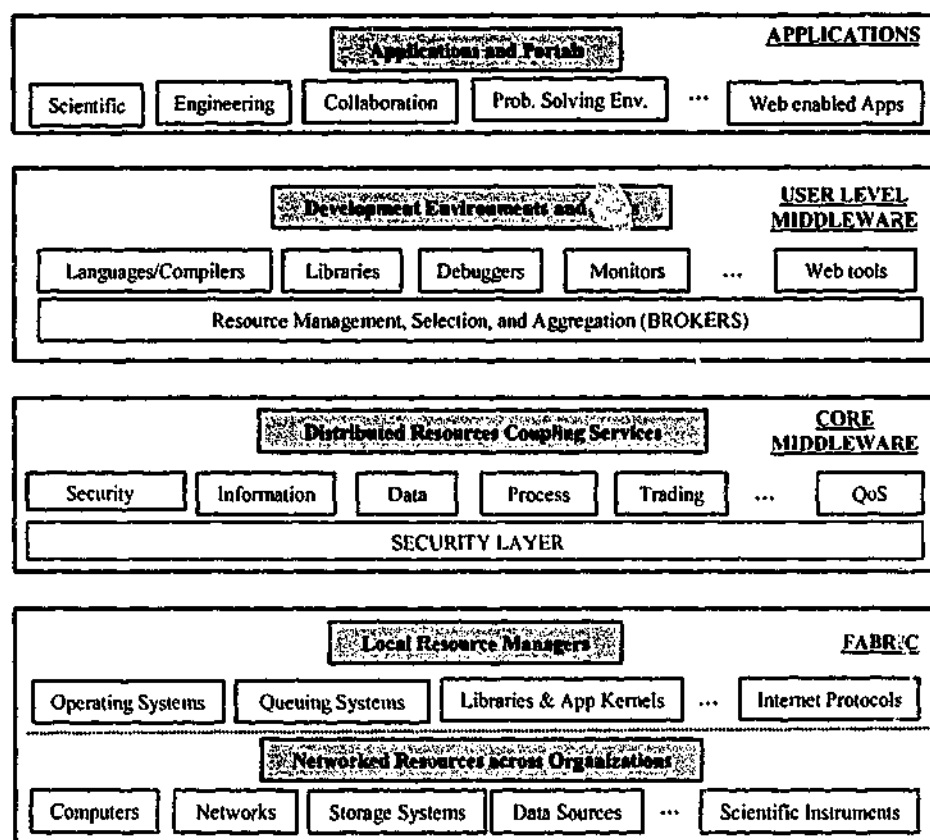 APPLICATIONS
Applications and Portals
Scientific
Engineering
Collaboration
Prob. Solving Env.
...
Web enabled Apps
USER LEVEL
MIDDLEWARE
Development Environments and
Languages/Compilers
Libraries
Debuggers
Monitors
...
Web tools
Resource Management, Selection, and Aggregation (BROKERS)
CORE
MIDDLEWARE
Distributed Resources Coupling Services
Security
Information
Data
Process
Trading
...
QoS
SECURITY LAYER
FABRIC
Local Resource Managers
Operating Systems
Queuing Systems
Libraries & App Kernels
...
Internet Protocols
Networked Resources across Organizations
Computers
Networks
Storage Systems
Data Sources
...
Scientific Instruments